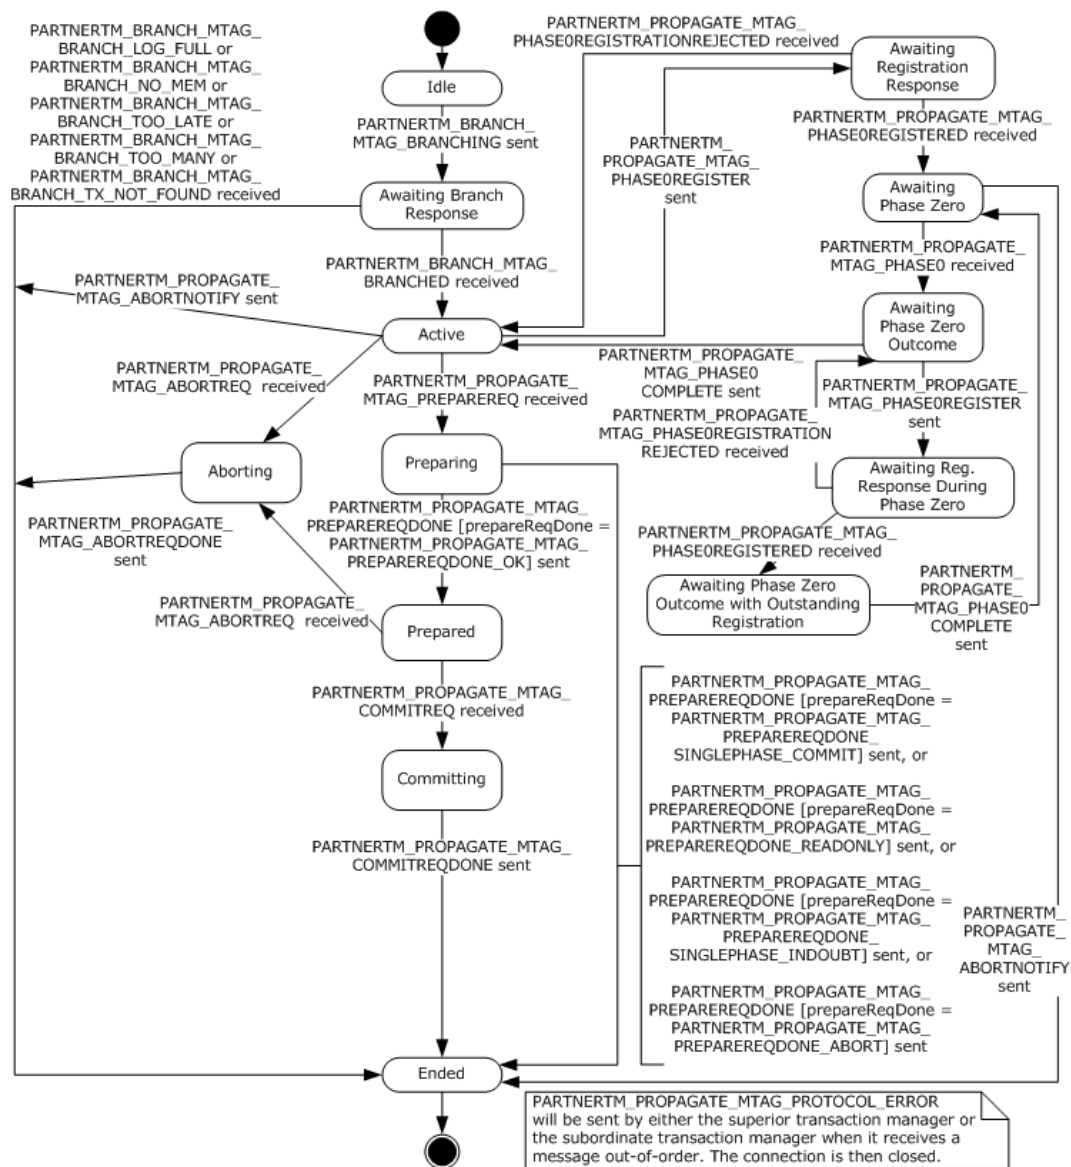 PARTNERTM_BRANCH_MTAG_
BRANCH_LOG_FULL or
PARTNERTM_BRANCH_MTAG_
BRANCH_NO_MEM or
PARTNERTM_BRANCH_MTAG_
BRANCH_TOO_LATE or
PARTNERTM_BRANCH_MTAG_
BRANCH_TOO_MANY or
PARTNERTM_BRANCH_MTAG_
BRANCH_TX_NOT_FOUND received
Idle
PARTNERTM_BRANCH_
MTAG_BRANCHING sent
Awaiting Branch
Response
PARTNERTM_BRANCH_MTAG_
BRANCHED received
PARTNERTM_PROPAGATE_
MTAG_ABORTNOTIFY sent
Active
PARTNERTM_PROPAGATE_
MTAG_ABORTREQ received
PARTNERTM_PROPAGATE_
MTAG_PREPAREREQ received
Aborting
Preparing
PARTNERTM_PROPAGATE_
MTAG_ABORTREQDONE
sent
PARTNERTM_PROPAGATE_MTAG_
PREPAREREQDONE [prepareReqDone =
PARTNERTM_PROPAGATE_MTAG_
PREPAREREQDONE_OK] sent
PARTNERTM_PROPAGATE_
MTAG_ABORTREQ received
Prepared
PARTNERTM_PROPAGATE_MTAG_
COMMITREQ received
Committing
PARTNERTM_PROPAGATE_MTAG_
COMMITREQDONE sent
Ended
PARTNERTM_PROPAGATE_MTAG_
PHASE0REGISTRATIONREJECTED received
Awaiting
Registration
Response
PARTNERTM_
PROPAGATE_MTAG_
PHASE0REGISTER
sent
PARTNERTM_PROPAGATE_MTAG_
PHASE0REGISTERED received
Awaiting
Phase Zero
PARTNERTM_PROPAGATE_
MTAG_PHASE0 received
Awaiting
Phase Zero
Outcome
PARTNERTM_PROPAGATE_
MTAG_PHASE0
COMPLETE sent
PARTNERTM_PROPAGATE_
MTAG_PHASE0REGISTER
sent
PARTNERTM_PROPAGATE_
MTAG_PHASE0REGISTRATION
REJECTED received
Awaiting Reg.
Response During
Phase Zero
PARTNERTM_PROPAGATE_MTAG_
PHASE0REGISTERED received
Awaiting Phase Zero
Outcome with Outstanding
Registration
PARTNERTM_
PROPAGATE_
MTAG_PHASE0
COMPLETE
sent
PARTNERTM_PROPAGATE_MTAG_
PREPAREREQDONE [prepareReqDone =
PARTNERTM_PROPAGATE_MTAG_
PREPAREREQDONE_
SINGLEPHASE_COMMIT] sent, or
PARTNERTM_PROPAGATE_MTAG_
PREPAREREQDONE [prepareReqDone =
PARTNERTM_PROPAGATE_MTAG_
PREPAREREQDONE_READONLY] sent, or
PARTNERTM_PROPAGATE_MTAG_
PREPAREREQDONE [prepareReqDone =
PARTNERTM_PROPAGATE_MTAG_
PREPAREREQDONE_
SINGLEPHASE_INDOUBT] sent, or
PARTNERTM_PROPAGATE_MTAG_
PREPAREREQDONE [prepareReqDone =
PARTNERTM_PROPAGATE_MTAG_
PREPAREREQDONE_ABORT] sent
PARTNERTM_
PROPAGATE_
MTAG_
ABORTNOTIFY
sent
PARTNERTM_PROPAGATE_MTAG_PROTOCOL_ERROR
will be sent by either the superior transaction manager or
the subordinate transaction manager when it receives a
message out-of-order. The connection is then closed.